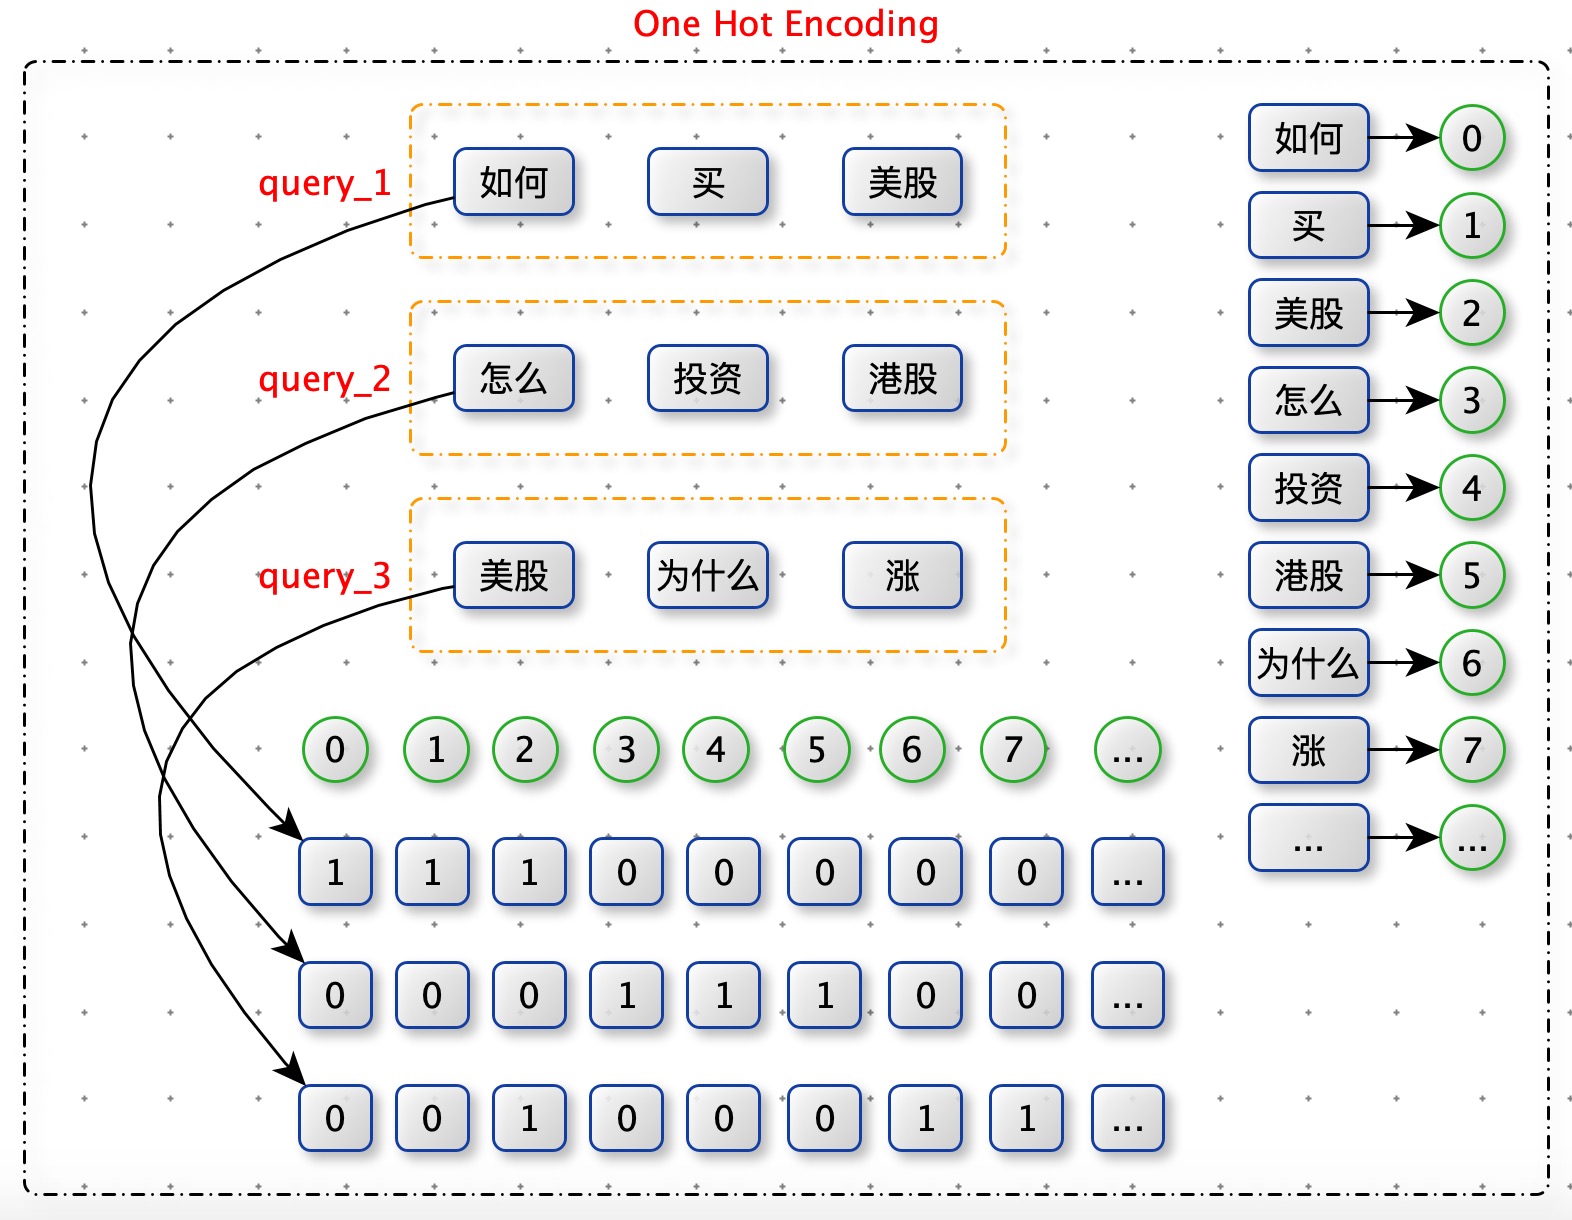 One Hot Encoding
query_1 如何 买 美股
query_2 怎么 投资 港股
query_3 美股 为什么 涨
0 1 2 3 4 5 6 7 ...
1 1 1 0 0 0 0 0 ...
0 0 0 1 1 1 0 0 ...
0 0 1 0 0 0 1 1 ...
如何 0
买 1
美股 2
怎么 3
投资 4
港股 5
为什么 6
涨 7
... ...